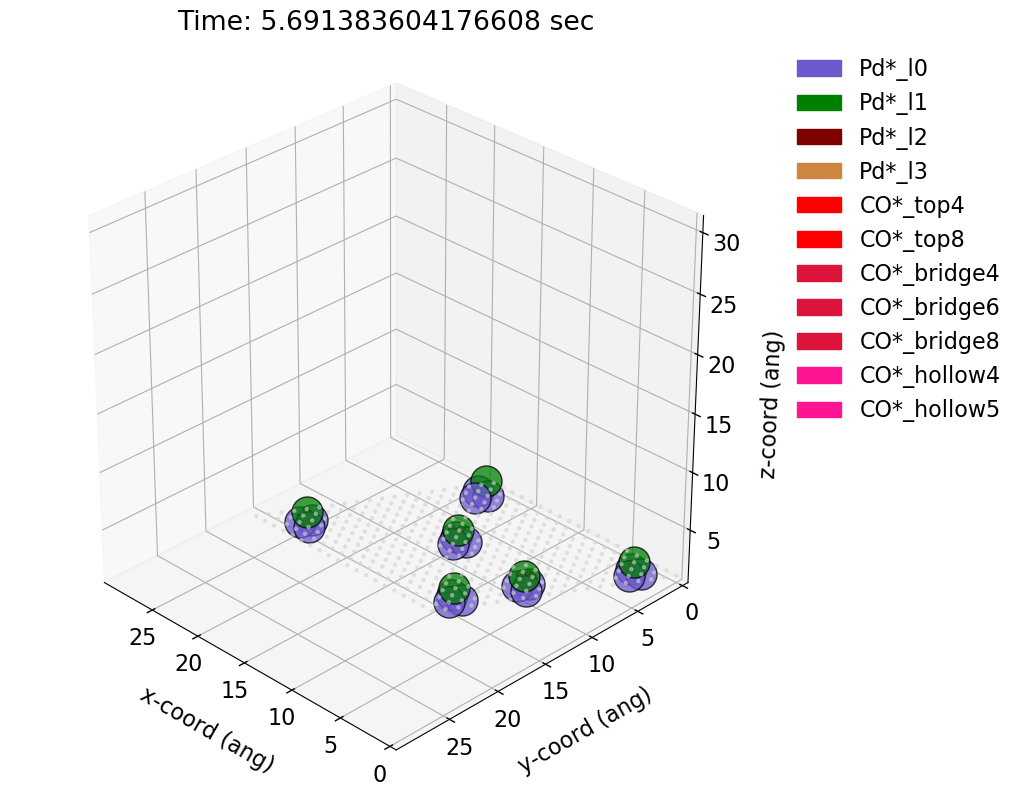 Time: 5.691383604176608 sec
Pd*_l0
Pd*_l1
Pd*_l2
Pd*_l3
CO*_top4
CO*_top8
CO*_bridge4
CO*_bridge6
CO*_bridge8
CO*_hollow4
CO*_hollow5
30
25
20
15
10
5
z-coord (ang)
25
20
15
10
5
0
x-coord (ang)
0
5
10
15
20
25
y-coord (ang)